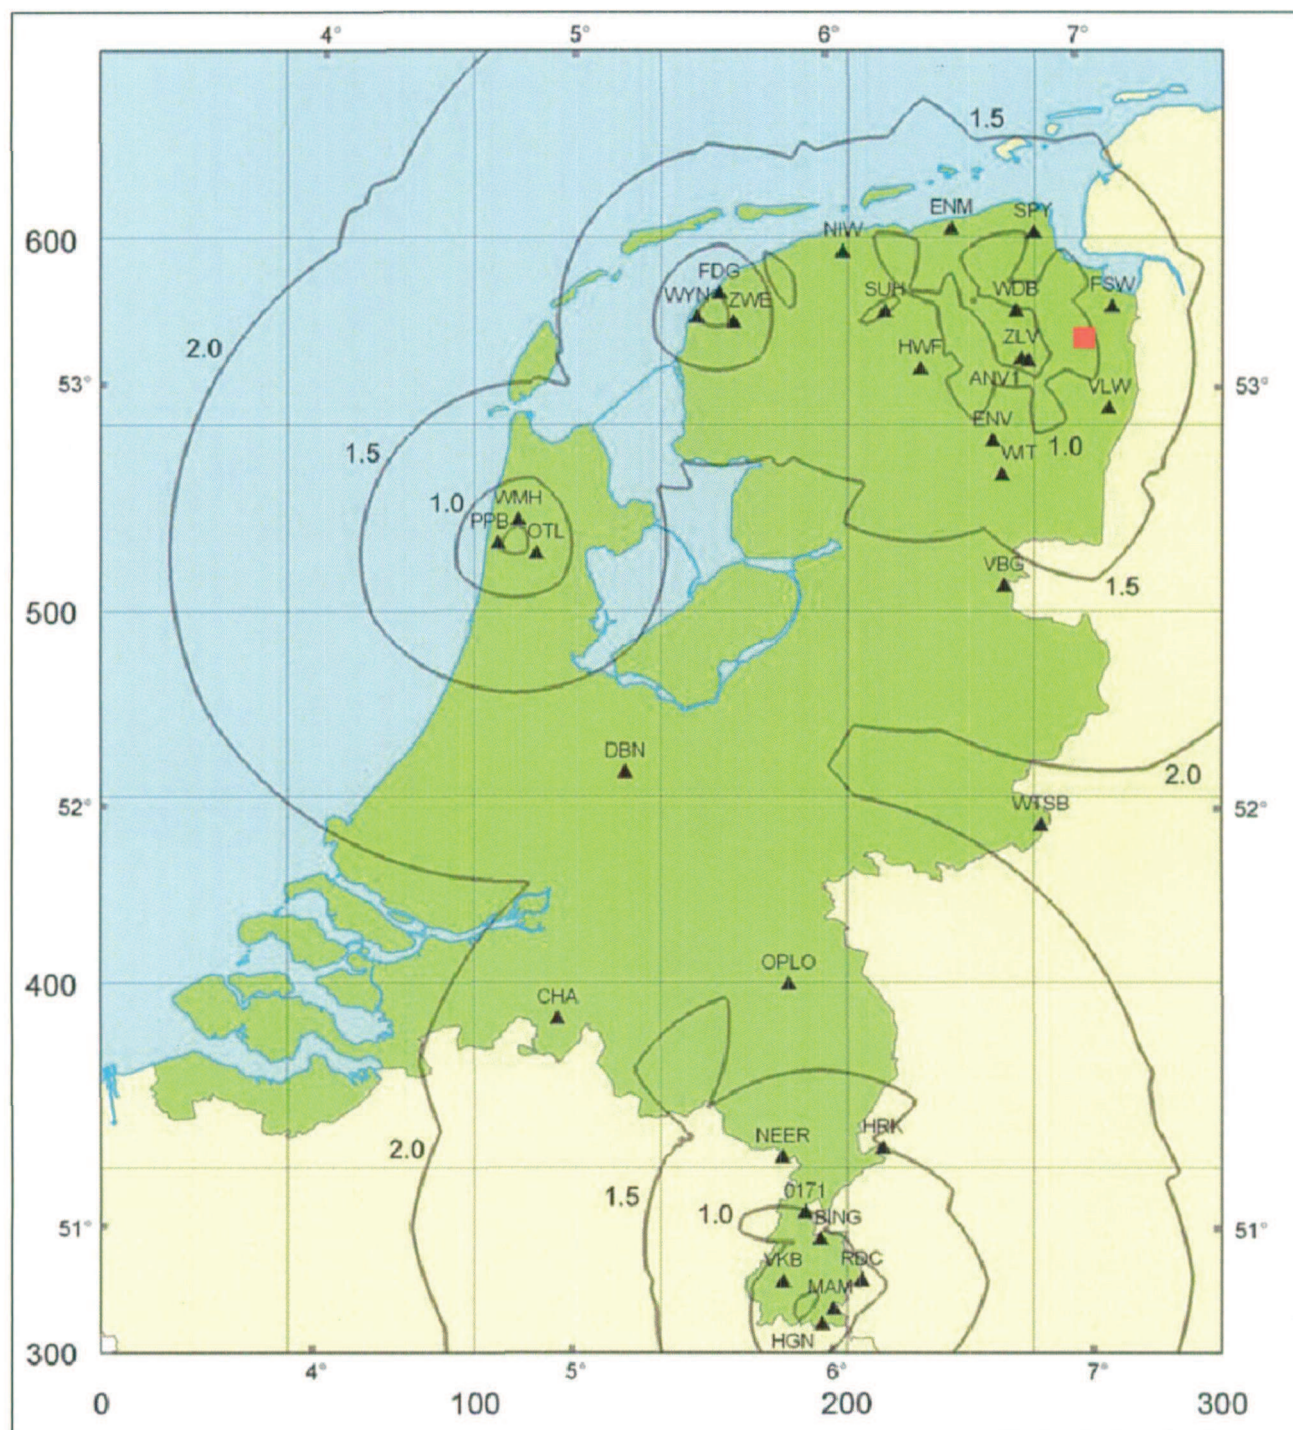 4° 5° 6° 7°
1.5
ENM SPY
600 NIW
FDG
WYN ZWE SUH WDB FSW
2.0
HWF ZLV
53° ANV1 VLW 53°
ENV
1.5 1.0
WIT
1.0 WMH
PPB OTL
VBG
1.5
500
DBN
2.0
52° WTSB 52°
OPLO
400
CHA
2.0 NEER HRK
1.5 0171
1.0 BING
51° 51°
VKB RDC
MAM
HGN
300
4° 5° 6° 7°
0 100 200 300